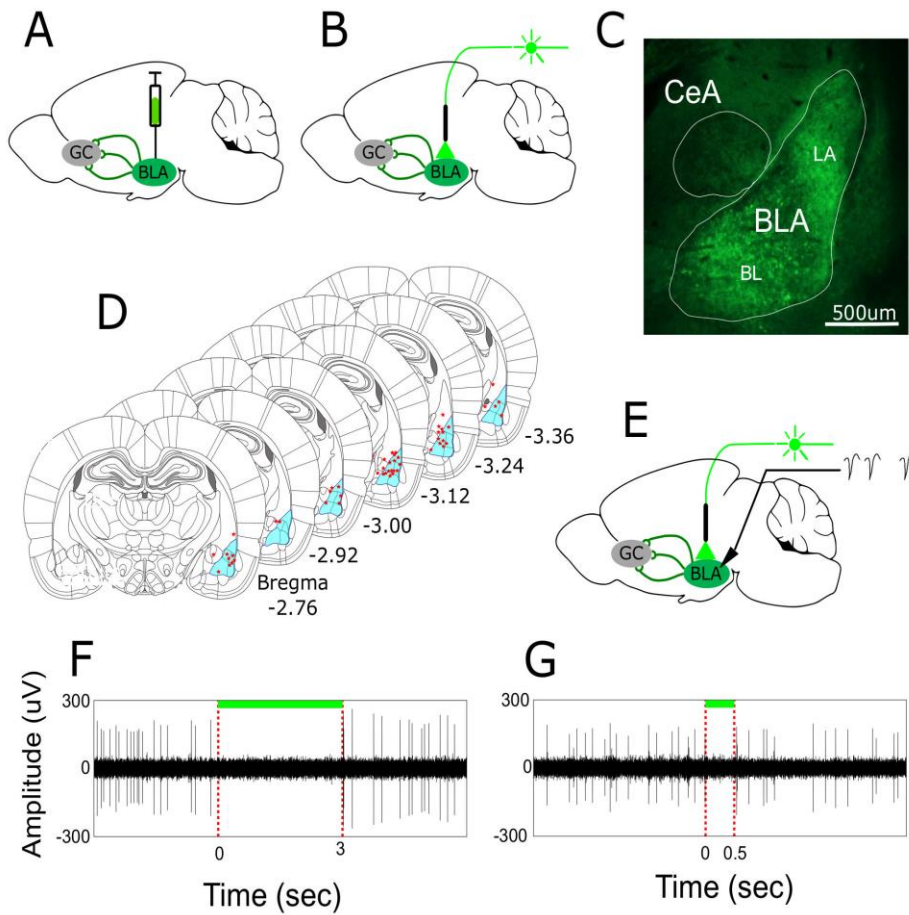 A
GC
BLA
B
GC
BLA
C
CeA
LA
BLA
BL
500um
D
-3.36
-3.24
-3.12
-3.00
-2.92
Bregma
-2.76
E
GC
BLA
F
Amplitude (uV)
300
0
-300
0
3
Time (sec)
G
300
0
-300
0
0.5
Time (sec)